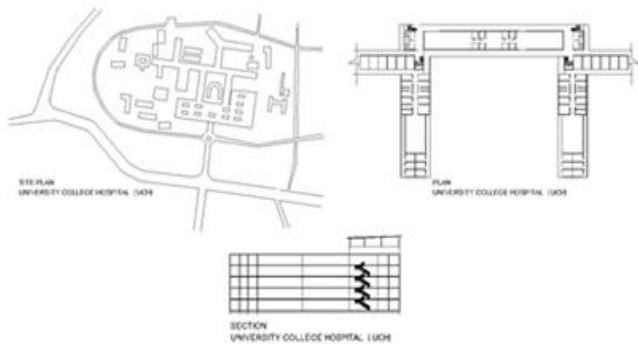 SITE PLAN
UNIVERSITY COLLEGE HOSPITAL (UCH)
PLAN
UNIVERSITY COLLEGE HOSPITAL (UCH)
SECTION
UNIVERSITY COLLEGE HOSPITAL (UCH)